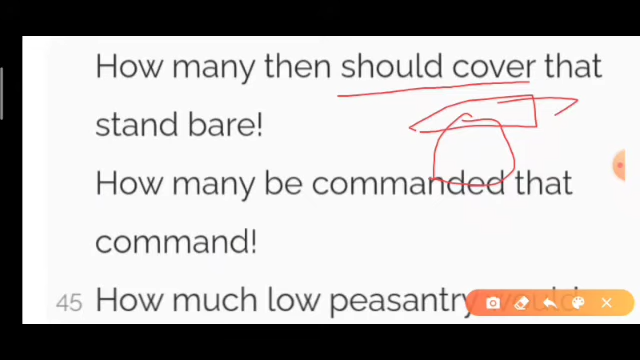 How many then should cover that
stand bare!
How many be commanded that
command!
45 How much low peasantry would